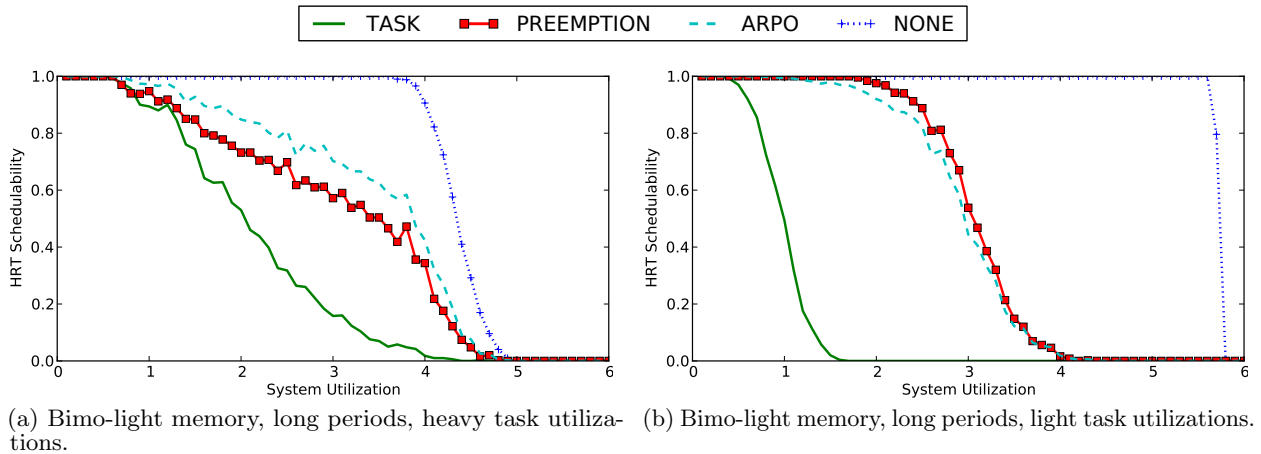 TASK PREEMPTION ARPO NONE
HRT Schedulability
1.0
0.8
0.6
0.4
0.2
0.0
0 1 2 3 4 5 6
System Utilization
(a) Bimo-light memory, long periods, heavy task utiliza-
tions.
HRT Schedulability
1.0
0.8
0.6
0.4
0.2
0.0
0 1 2 3 4 5 6
System Utilization
(b) Bimo-light memory, long periods, light task utilizations.